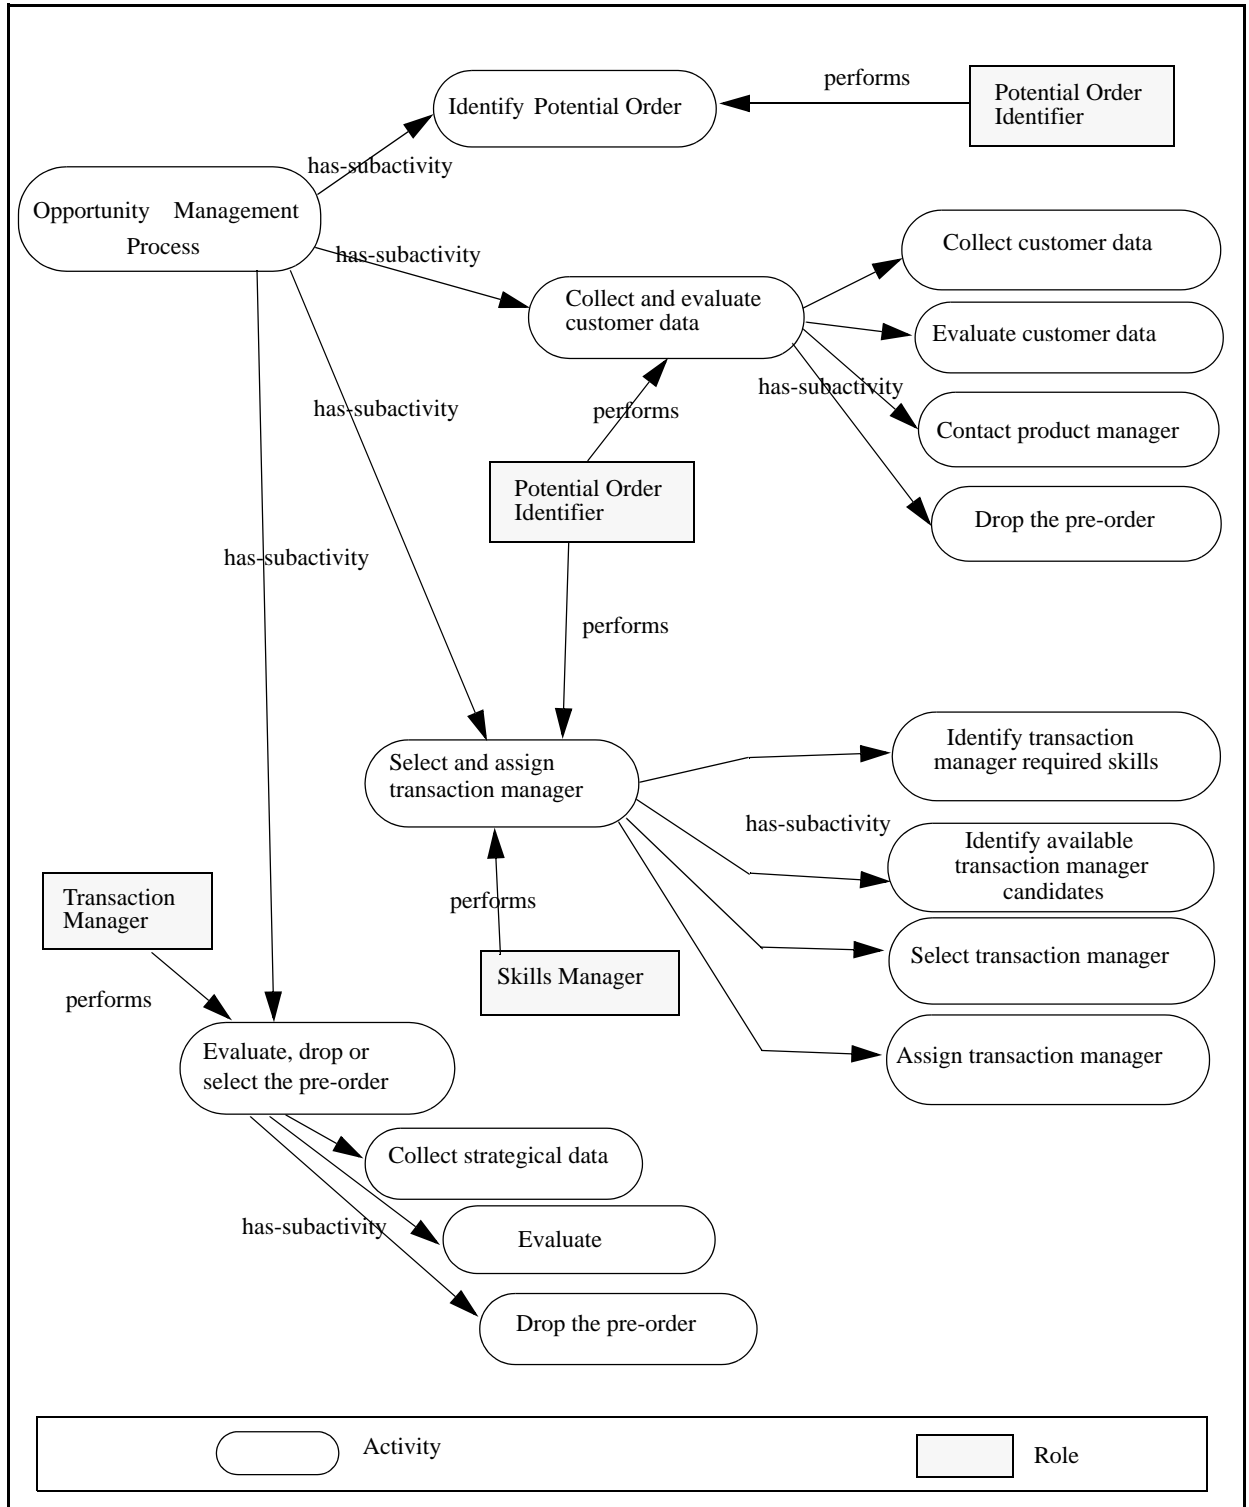 performs
Identify Potential Order
Potential Order
Identifier
has-subactivity
Opportunity Management
Process
has-subactivity
Collect customer data
Collect and evaluate
customer data
Evaluate customer data
has-subactivity
has-subactivity
performs
Contact product manager
Potential Order
Identifier
Drop the pre-order
has-subactivity
performs
Select and assign
transaction manager
Identify transaction
manager required skills
has-subactivity
Identify available
transaction manager
candidates
Transaction
Manager
performs
Skills Manager
Select transaction manager
performs
Evaluate, drop or
select the pre-order
Assign transaction manager
Collect strategical data
has-subactivity
Evaluate
Drop the pre-order
Activity
Role